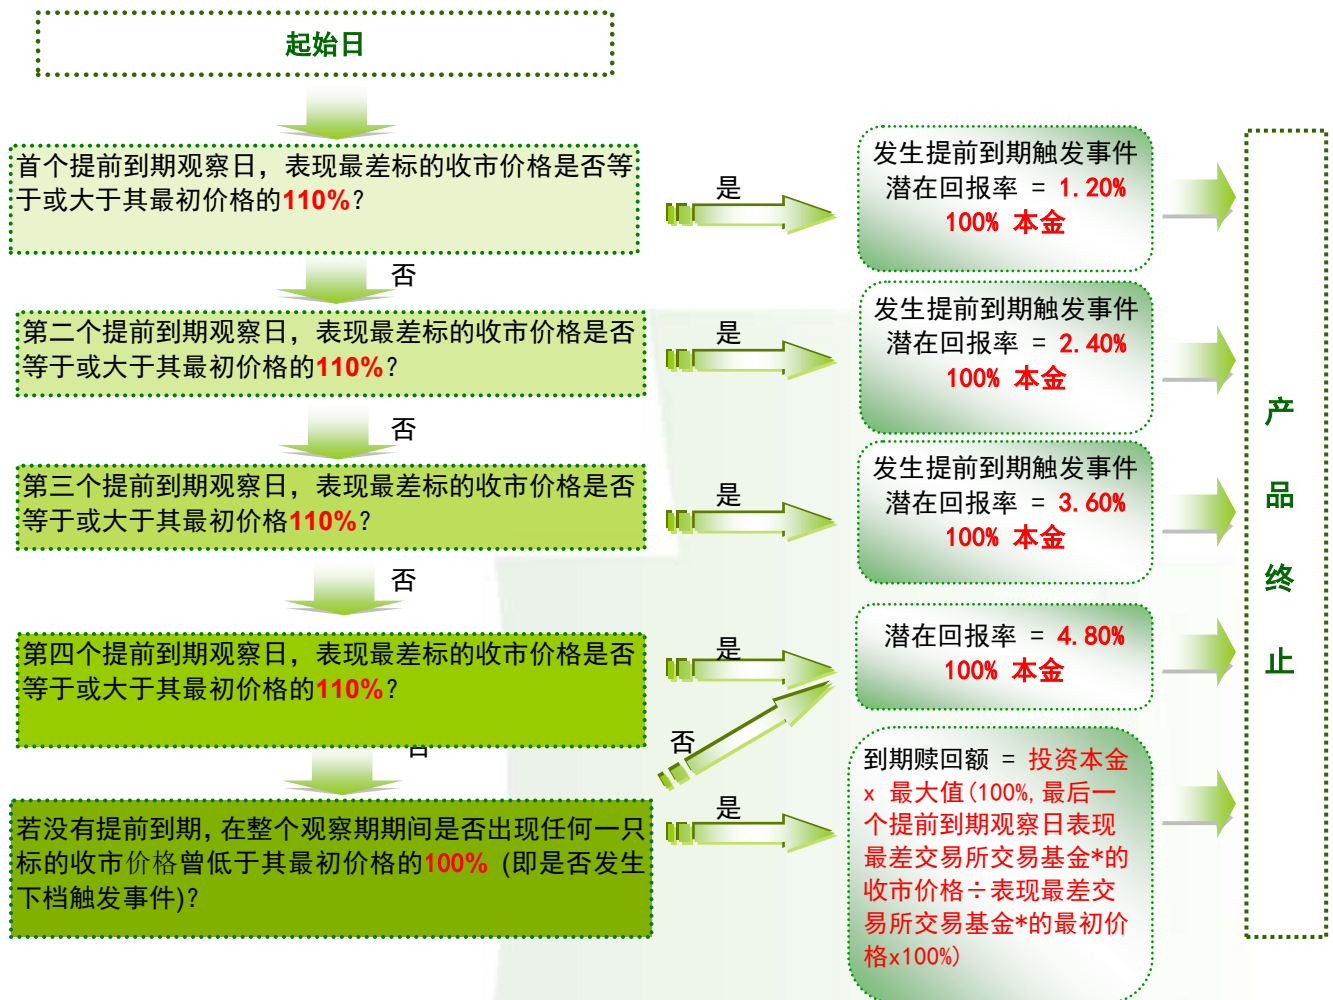 起始日
首个提前到期观察日，表现最差标的收市价格是否等
于或大于其最初价格的110%？
是
发生提前到期触发事件
潜在回报率 = 1.20%
100% 本金
否
第二个提前到期观察日，表现最差标的收市价格是否
等于或大于其最初价格的110%？
是
发生提前到期触发事件
潜在回报率 = 2.40%
100% 本金
否
第三个提前到期观察日，表现最差标的收市价格是否
等于或大于其最初价格110%？
是
发生提前到期触发事件
潜在回报率 = 3.60%
100% 本金
否
第四个提前到期观察日，表现最差标的收市价格是否
等于或大于其最初价格的110%？
是
潜在回报率 = 4.80%
100% 本金
否
若没有提前到期，在整个观察期期间是否出现任何一只
标的收市价格曾低于其最初价格的100% (即是否发生
下档触发事件)？
是
到期赎回额 = 投资本金
x 最大值(100%,最后一
个提前到期观察日表现
最差交易所交易基金*的
收市价格÷表现最差交
易所交易基金*的最初价
格x100%)
产
品
终
止